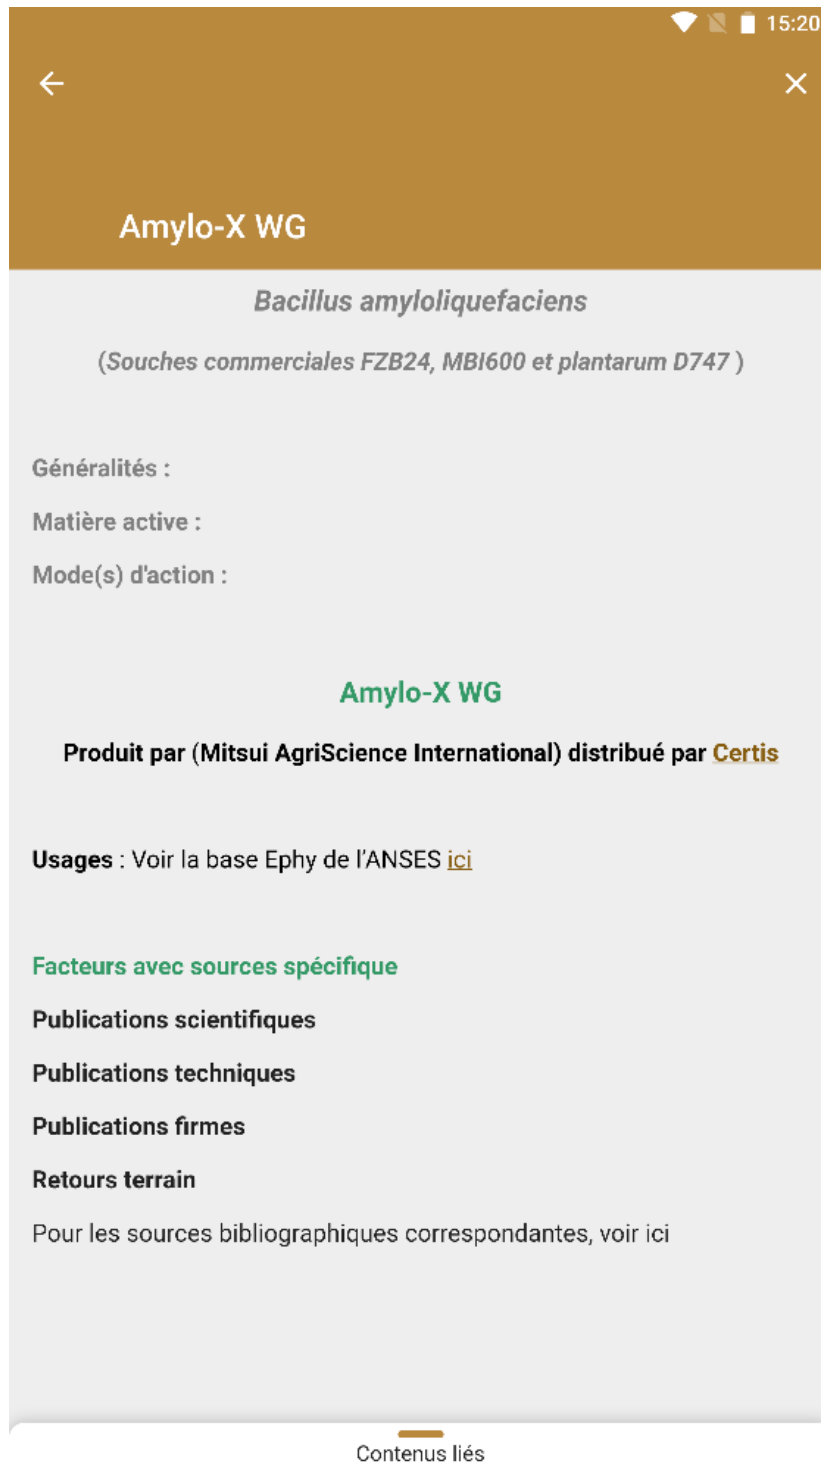 15:20
Amylo-X WG
Bacillus amyloliquefaciens
(Souches commerciales FZB24, MBI600 et plantarum D747 )
Généralités :
Matière active :
Mode(s) d'action :
Amylo-X WG
Produit par (Mitsui AgriScience International) distribué par Certis
Usages : Voir la base Ephy de l'ANSES ici
Facteurs avec sources spécifique
Publications scientifiques
Publications techniques
Publications firmes
Retours terrain
Pour les sources bibliographiques correspondantes, voir ici
Contenus liés